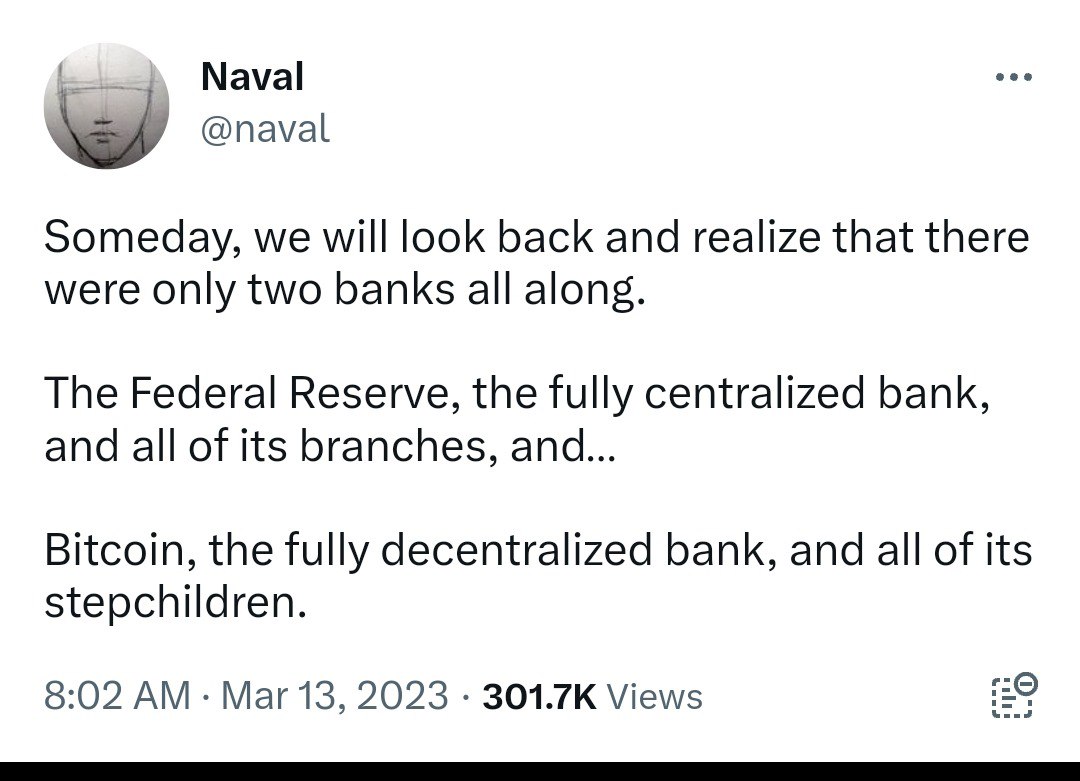 Naval
@naval
Someday, we will look back and realize that there
were only two banks all along.
The Federal Reserve, the fully centralized bank,
and all of its branches, and...
Bitcoin, the fully decentralized bank, and all of its
stepchildren.
8:02 AM · Mar 13, 2023 · 301.7K Views